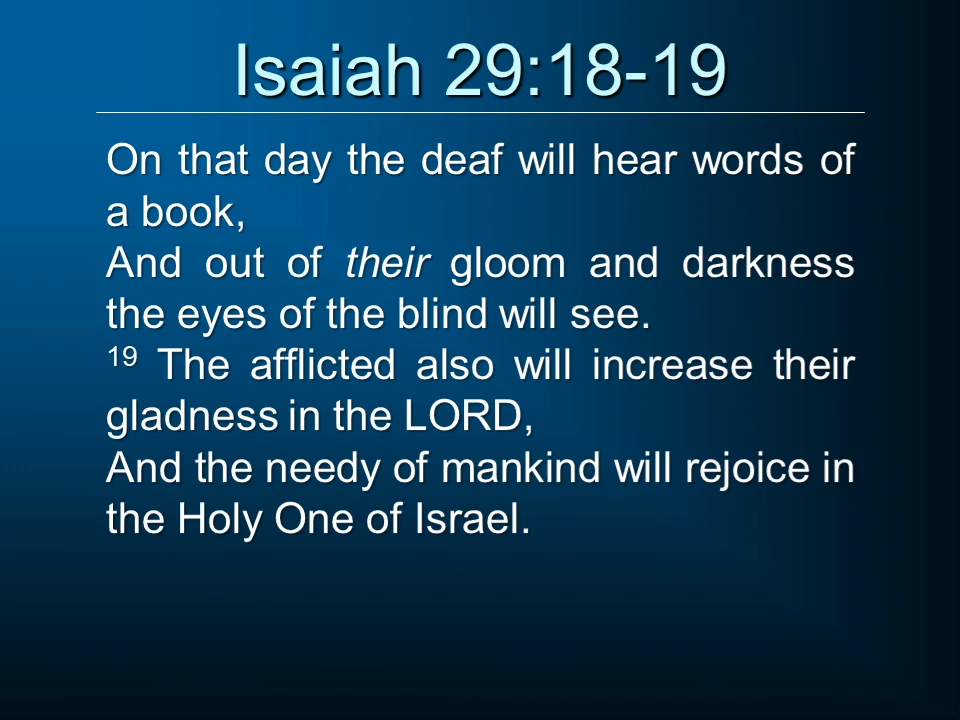 Isaiah 29:18-19
On that day the deaf will hear words of
a book,
And out of their gloom and darkness
the eyes of the blind will see.
19 The afflicted also will increase their
gladness in the LORD,
And the needy of mankind will rejoice in
the Holy One of Israel.